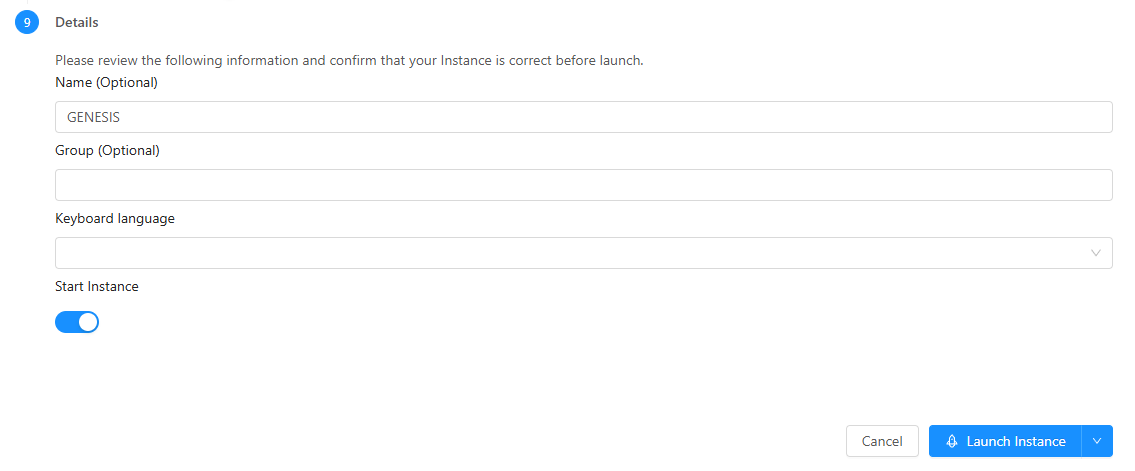 9
Details
Please review the following information and confirm that your Instance is correct before launch.
Name (Optional)
GENESIS
Group (Optional)
Keyboard language
Start Instance
Cancel
Launch Instance